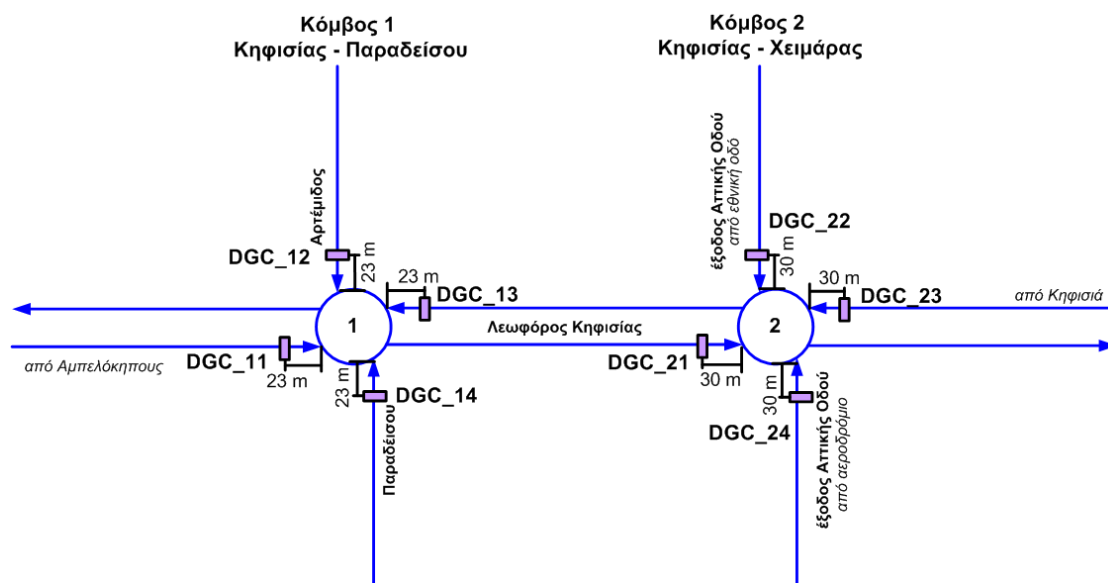 Κόμβος 1
Κηφισίας - Παραδείσου
Κόμβος 2
Κηφισίας - Χειμάρας
Αρτέμιδος
DGC_12
23 m
23 m
DGC_13
έξοδος Αττικής Οδού
από εθνική οδό
DGC_22
30 m
30 m
DGC_23
από Κηφισιά
1
Λεωφόρος Κηφισίας
2
από Αμπελόκηπους
DGC_11
23 m
23 m
DGC_14
Παραδέισου
DGC_21
30 m
30 m
DGC_24
έξοδος Αττικής Οδού
από αεροδρόμιο